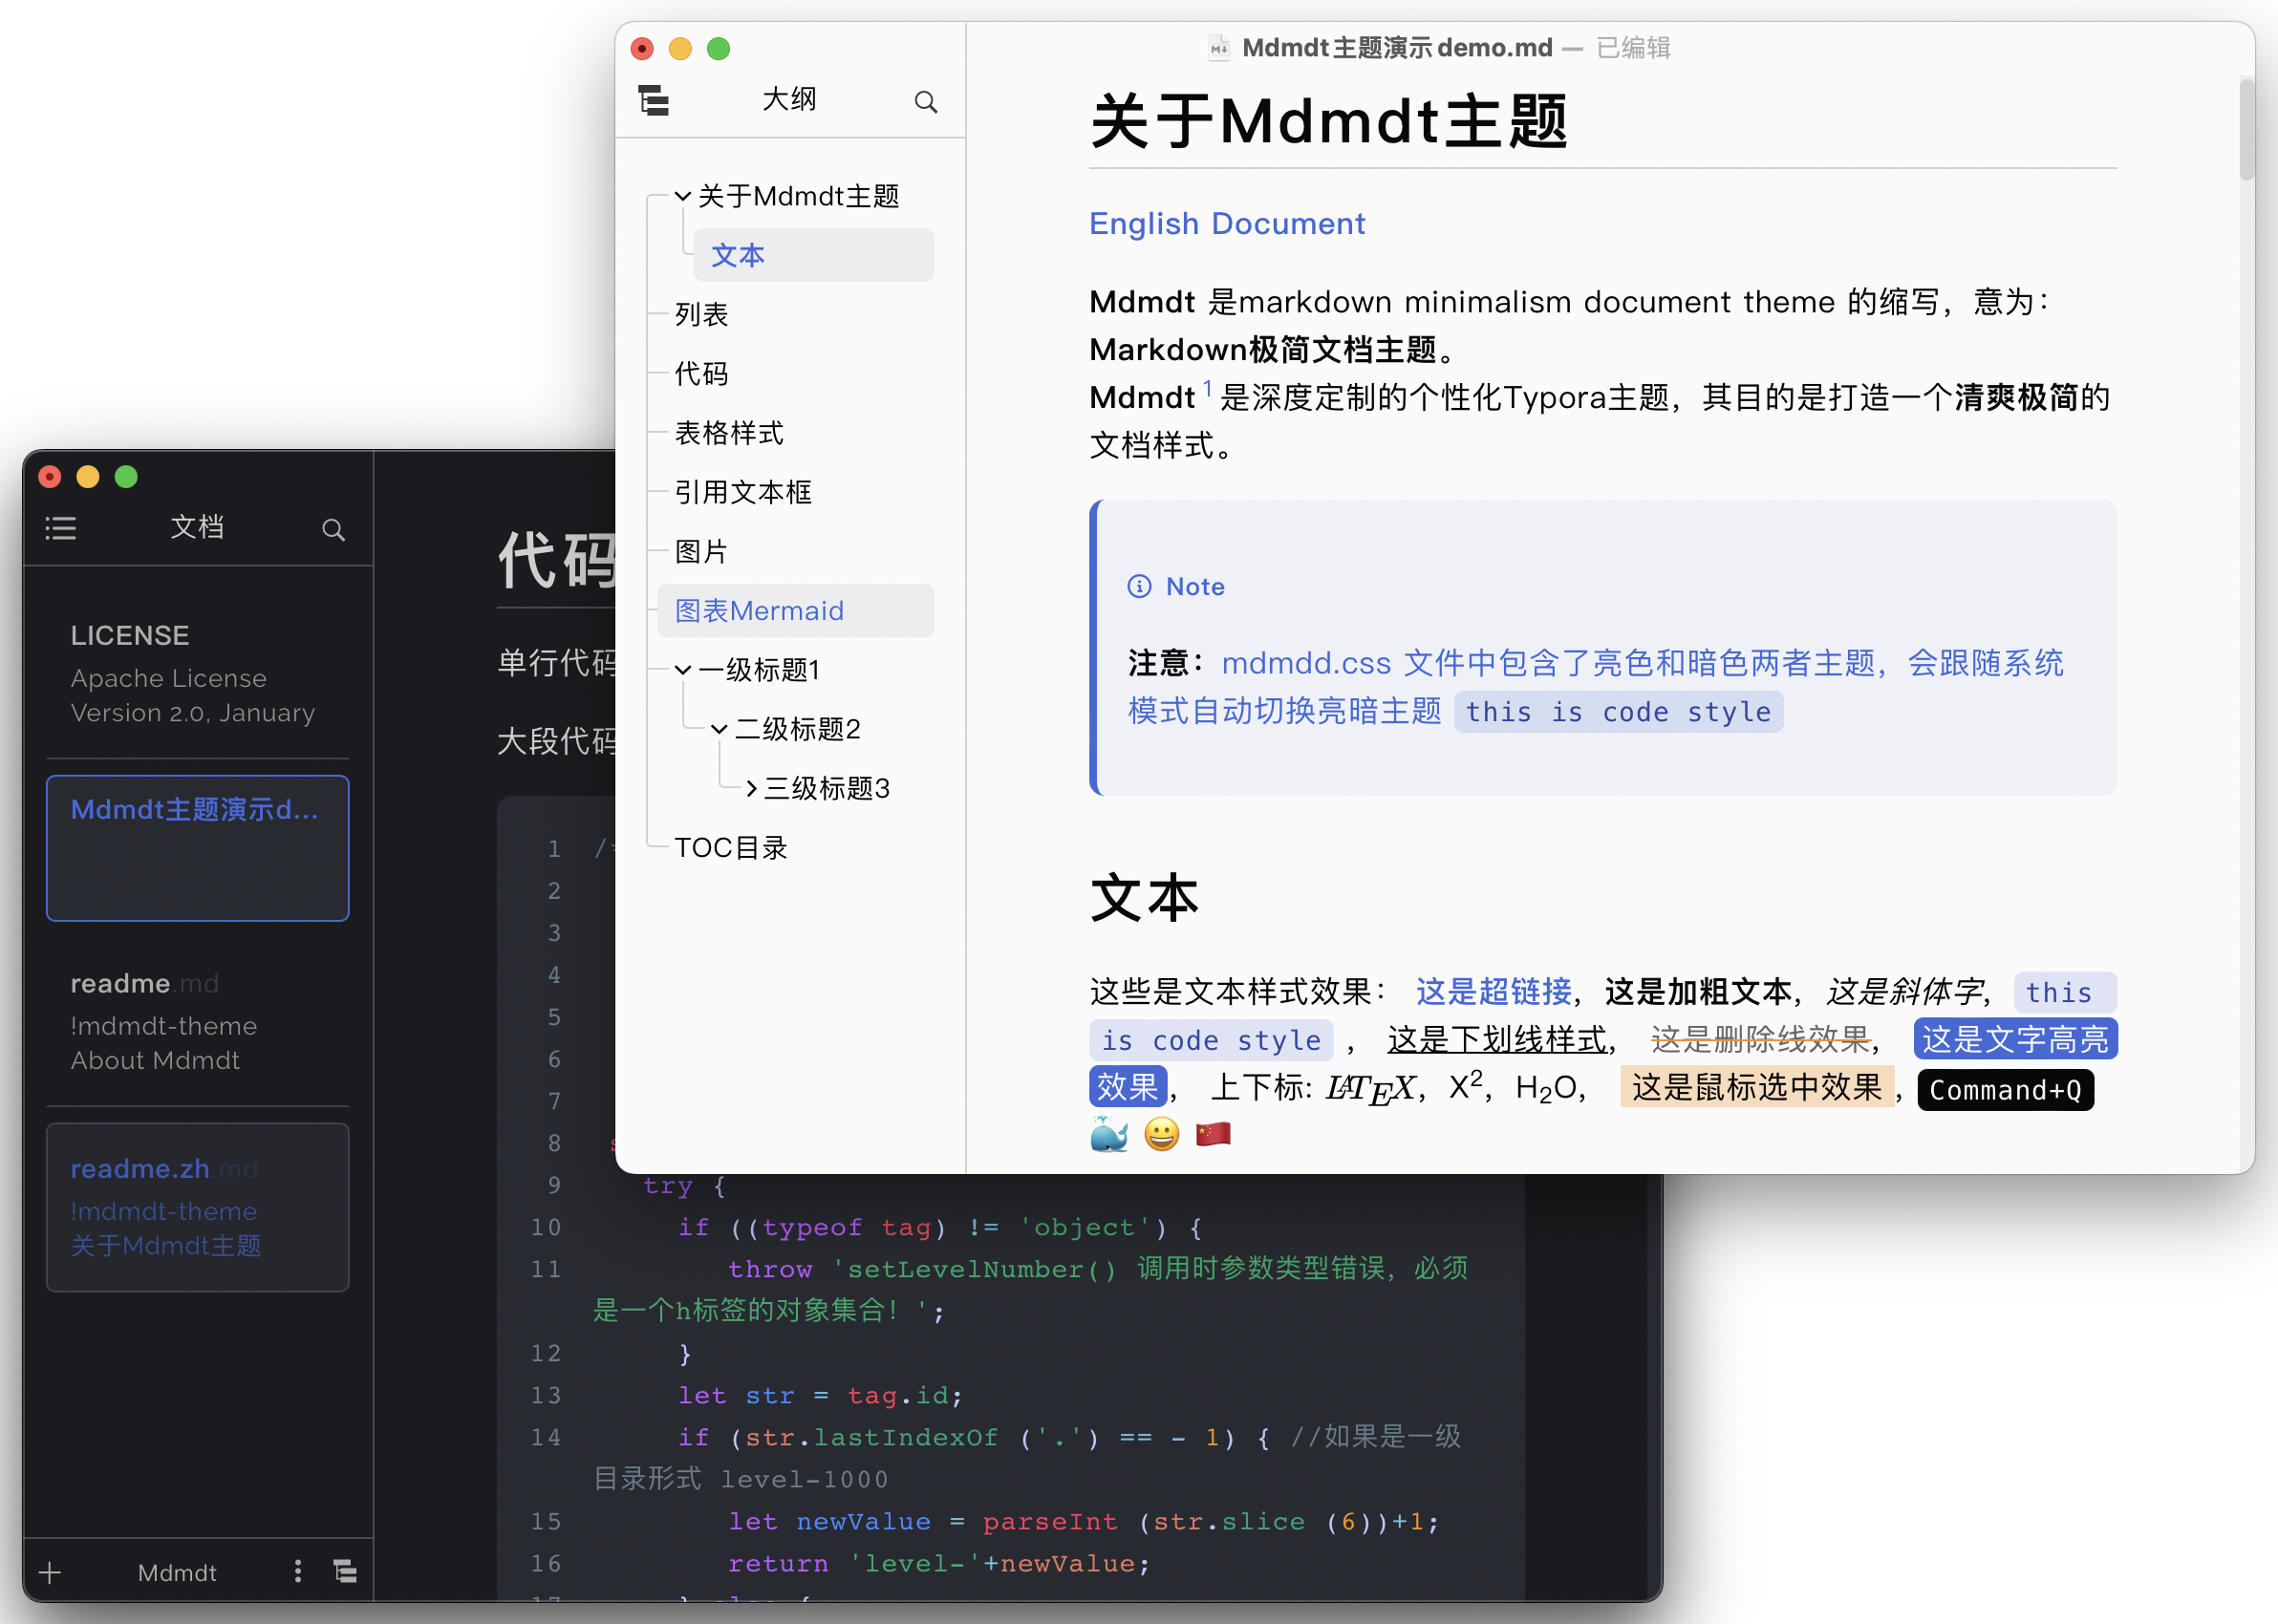 Mdmdt主题演示demo.md — 已编辑
大纲
关于Mdmdt主题
文本
列表
代码
表格样式
引用文本框
图片
图表Mermaid
一级标题1
二级标题2
三级标题3
TOC目录
关于Mdmdt主题
English Document
Mdmdt 是markdown minimalism document theme 的缩写，意为：
Markdown极简文档主题。
Mdmdt 1 是深度定制的个性化Typora主题，其目的是打造一个清爽极简的
文档样式。
Note
注意：mdmdd.css 文件中包含了亮色和暗色两者主题，会跟随系统
模式自动切换亮暗主题 this is code style
文本
这些是文本样式效果： 这是超链接，这是加粗文本，这是斜体字， this
is code style ， 这是下划线样式， 这是删除线效果， 这是文字高亮
效果， 上下标: LATEX，X2，H2O， 这是鼠标选中效果 ，Command+Q
🐳 😀 🇨🇳
文档
LICENSE
Apache License
Version 2.0, January
Mdmdt主题演示d...
readme.md
!mdmdt-theme
About Mdmdt
readme.zh.md
!mdmdt-theme
关于Mdmdt主题
Mdmdt
代码
单行代码
大段代码
1
2
3
4
5
6
7
8
9 try {
10 if ((typeof tag) != 'object') {
11 throw 'setLevelNumber() 调用时参数类型错误，必须
是一个h标签的对象集合！';
12 }
13 let str = tag.id;
14 if (str.lastIndexOf ('.') == - 1) { //如果是一级
目录形式 level-1000
15 let newValue = parseInt (str.slice (6))+1;
16 return 'level-'+newValue;